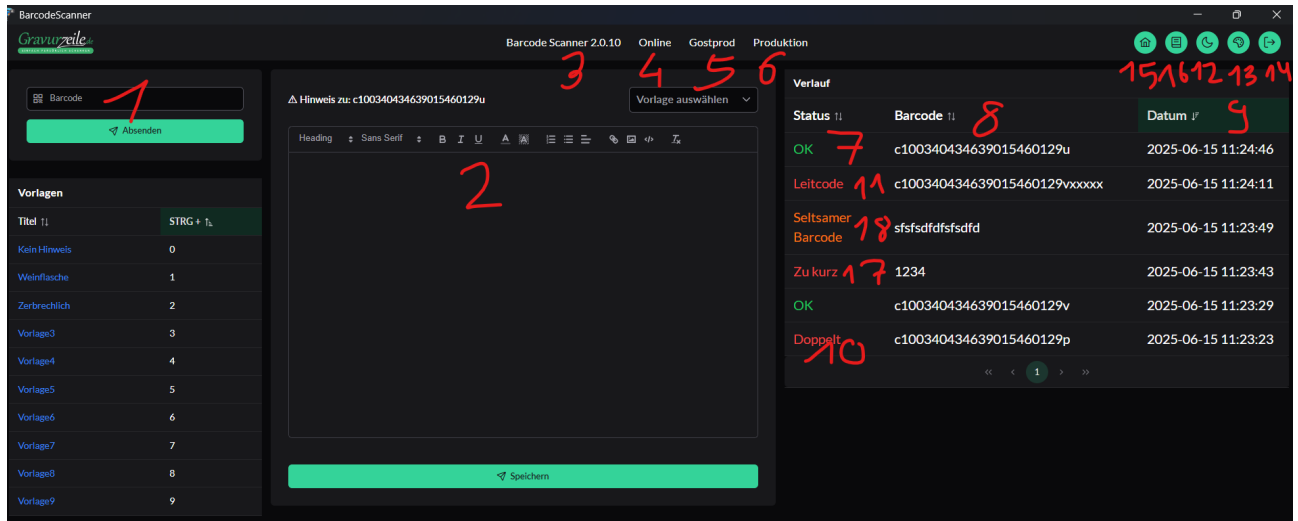 BarcodeScanner
Gravurzeile.de
Barcode Scanner 2.0.10 Online Gostprod Produktion
3 4 5 6
15 16 12 13 14
Barcode
1
Absenden
Vorlagen
Titel STRG +
Kein Hinweis 0
Weinflasche 1
Zerbrechlich 2
Vorlage3 3
Vorlage4 4
Vorlage5 5
Vorlage6 6
Vorlage7 7
Vorlage8 8
Vorlage9 9
⚠ Hinweis zu: c100340434639015460129u
Vorlage auswählen
Heading Sans Serif B I U A A
2
Speichern
Verlauf
Status Barcode 8 Datum 9
OK 7 c100340434639015460129u 2025-06-15 11:24:46
Leitcode 11 c100340434639015460129vxxxxx 2025-06-15 11:24:11
Seltsamer
Barcode 18 sfsfsdfdfsfsdfd 2025-06-15 11:23:49
Zu kurz 17 1234 2025-06-15 11:23:43
OK c100340434639015460129v 2025-06-15 11:23:29
Doppelt 10 c100340434639015460129p 2025-06-15 11:23:23
« ‹ 1 › »